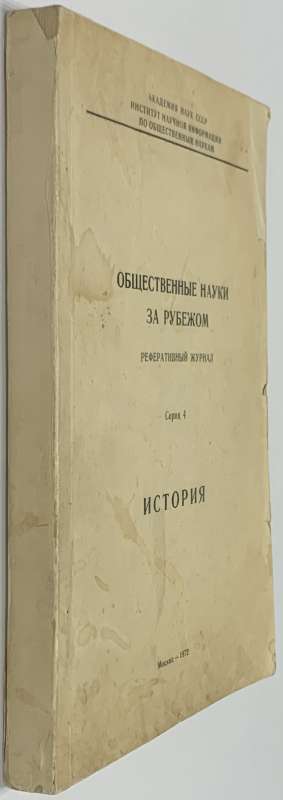 АКАДЕМИЯ НАУК СССР
ИНСТИТУТ НАУЧНОЙ ИНФОРМАЦИИ
ПО ОБЩЕСТВЕННЫМ НАУКАМ
ОБЩЕСТВЕННЫЕ НАУКИ
ЗА РУБЕЖОМ
РЕФЕРАТИВНЫЙ ЖУРНАЛ
Серия 4
ИСТОРИЯ
Москва – 1972